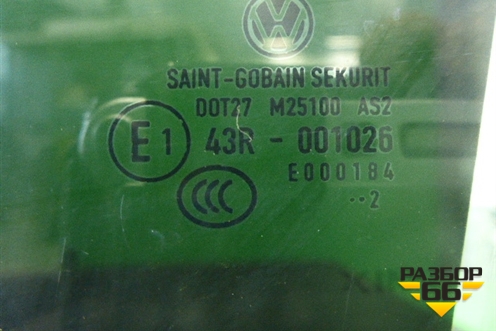 SAINT-GOBAIN SEKURIT
DOT27 M25100 AS2
E1 43R - 001026
E000184
CCC
··2
РАЗБОР
66